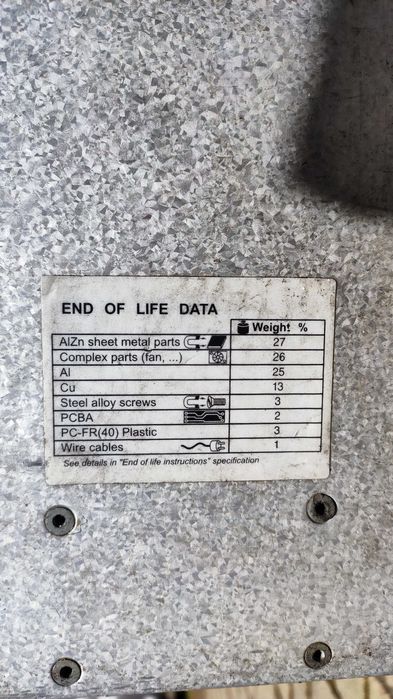 END OF LIFE DATA
Weight %
AlZn sheet metal parts 27
Complex parts (fan, ...) 26
Al 25
Cu 13
Steel alloy screws 3
PCBA 2
PC-FR(40) Plastic 3
Wire cables 1
See details in "End of life instructions" specification